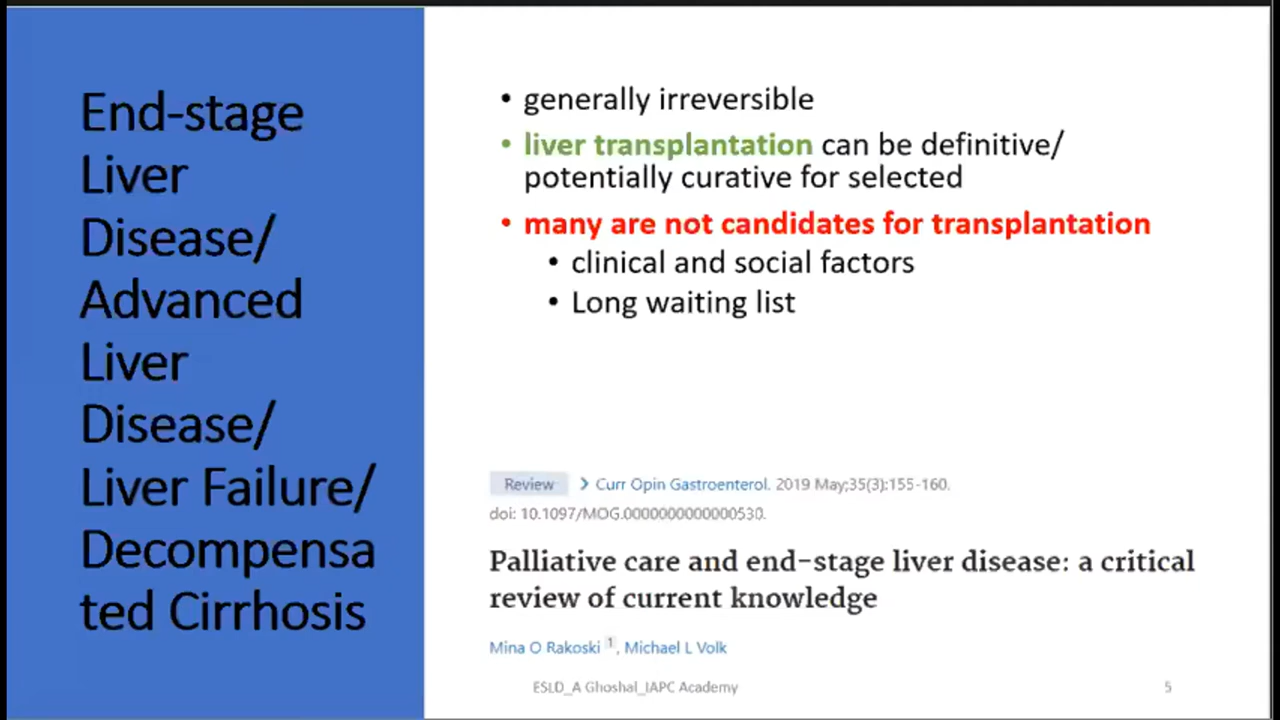 End-stage
Liver
Disease/
Advanced
Liver
Disease/
Liver Failure/
Decompensa
ted Cirrhosis
• generally irreversible
• liver transplantation can be definitive/
potentially curative for selected
• many are not candidates for transplantation
• clinical and social factors
• Long waiting list
Review > Curr Opin Gastroenterol. 2019 May;35(3):155-160.
doi: 10.1097/MOG.0000000000000530.
Palliative care and end-stage liver disease: a critical
review of current knowledge
Mina O Rakoski 1, Michael L Volk
ESLD_A Ghoshal_IAPC Academy 5